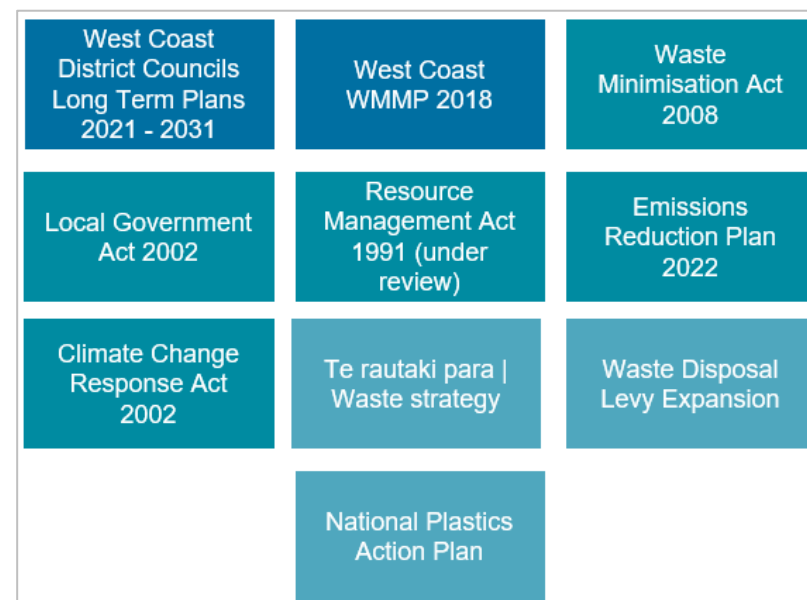 West Coast
District Councils
Long Term Plans
2021 - 2031
West Coast
WMMP 2018
Waste
Minimisation Act
2008
Local Government
Act 2002
Resource
Management Act
1991 (under
review)
Emissions
Reduction Plan
2022
Climate Change
Response Act
2002
Te rautaki para |
Waste strategy
Waste Disposal
Levy Expansion
National Plastics
Action Plan